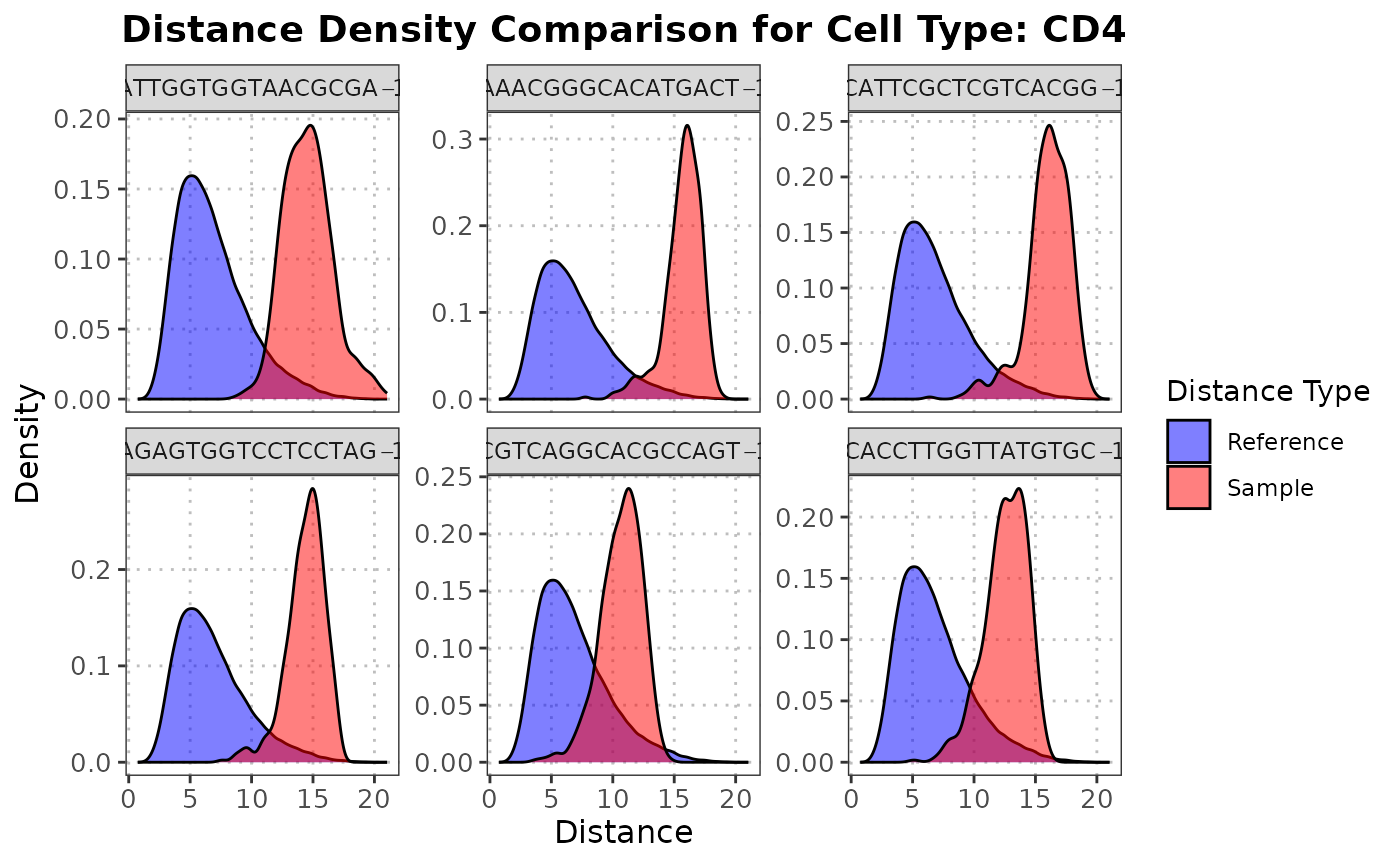 Distance Density Comparison for Cell Type: CD4
ATTGGTGGTAACGCGA-1
AAACGGGCACATGACT-1
CATTCGCTCGTCACGG-1
0.20
0.15
0.10
0.05
0.00
0.3
0.2
0.1
0.0
0.25
0.20
0.15
0.10
0.05
0.00
AGAGTGGTCCTCCTAG-1
CGTCAGGCACGCCAGT-1
CACCTTGGTTATGTGC-1
0.2
0.1
0.0
0.25
0.20
0.15
0.10
0.05
0.00
0.20
0.15
0.10
0.05
0.00
0 5 10 15 20
0 5 10 15 20
0 5 10 15 20
Distance
Density
Distance Type
Reference
Sample